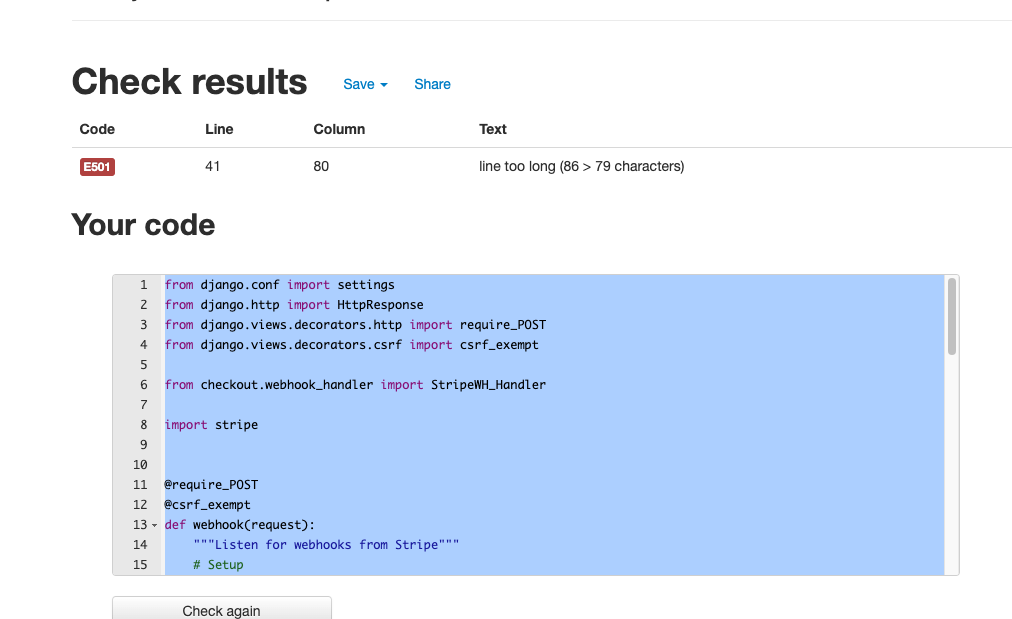 Check results Save Share
Code Line Column Text
E501 41 80 line too long (86 > 79 characters)
Your code
1 from django.conf import settings
2 from django.http import HttpResponse
3 from django.views.decorators.http import require_POST
4 from django.views.decorators.csrf import csrf_exempt
5
6 from checkout.webhook_handler import StripeWH_Handler
7
8 import stripe
9
10
11 @require_POST
12 @csrf_exempt
13 def webhook(request):
14 """Listen for webhooks from Stripe"""
15 # Setup
Check again